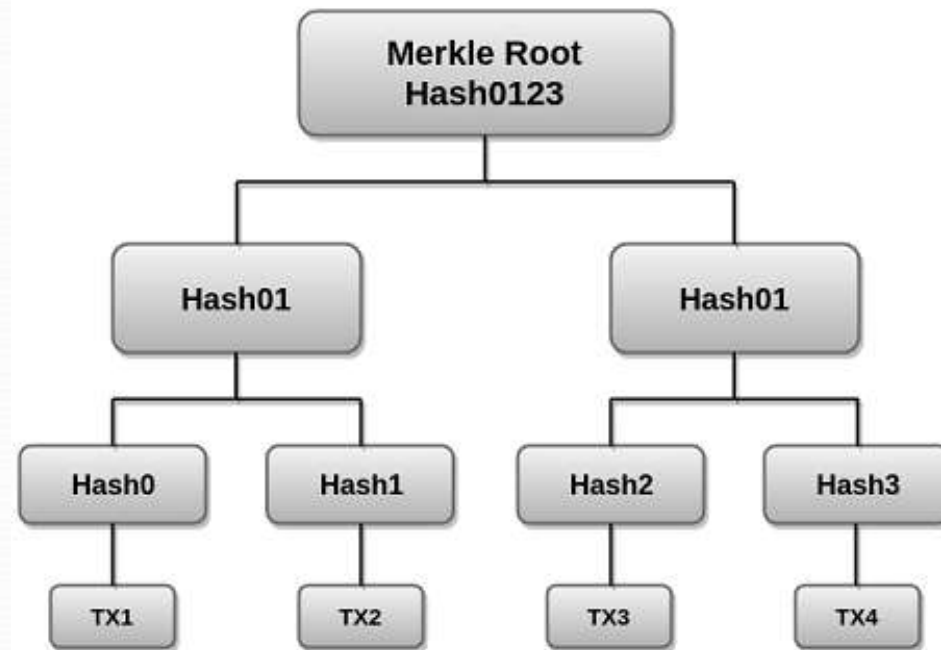 Merkle Root
Hash0123
Hash01
Hash01
Hash0
Hash1
Hash2
Hash3
TX1
TX2
TX3
TX4